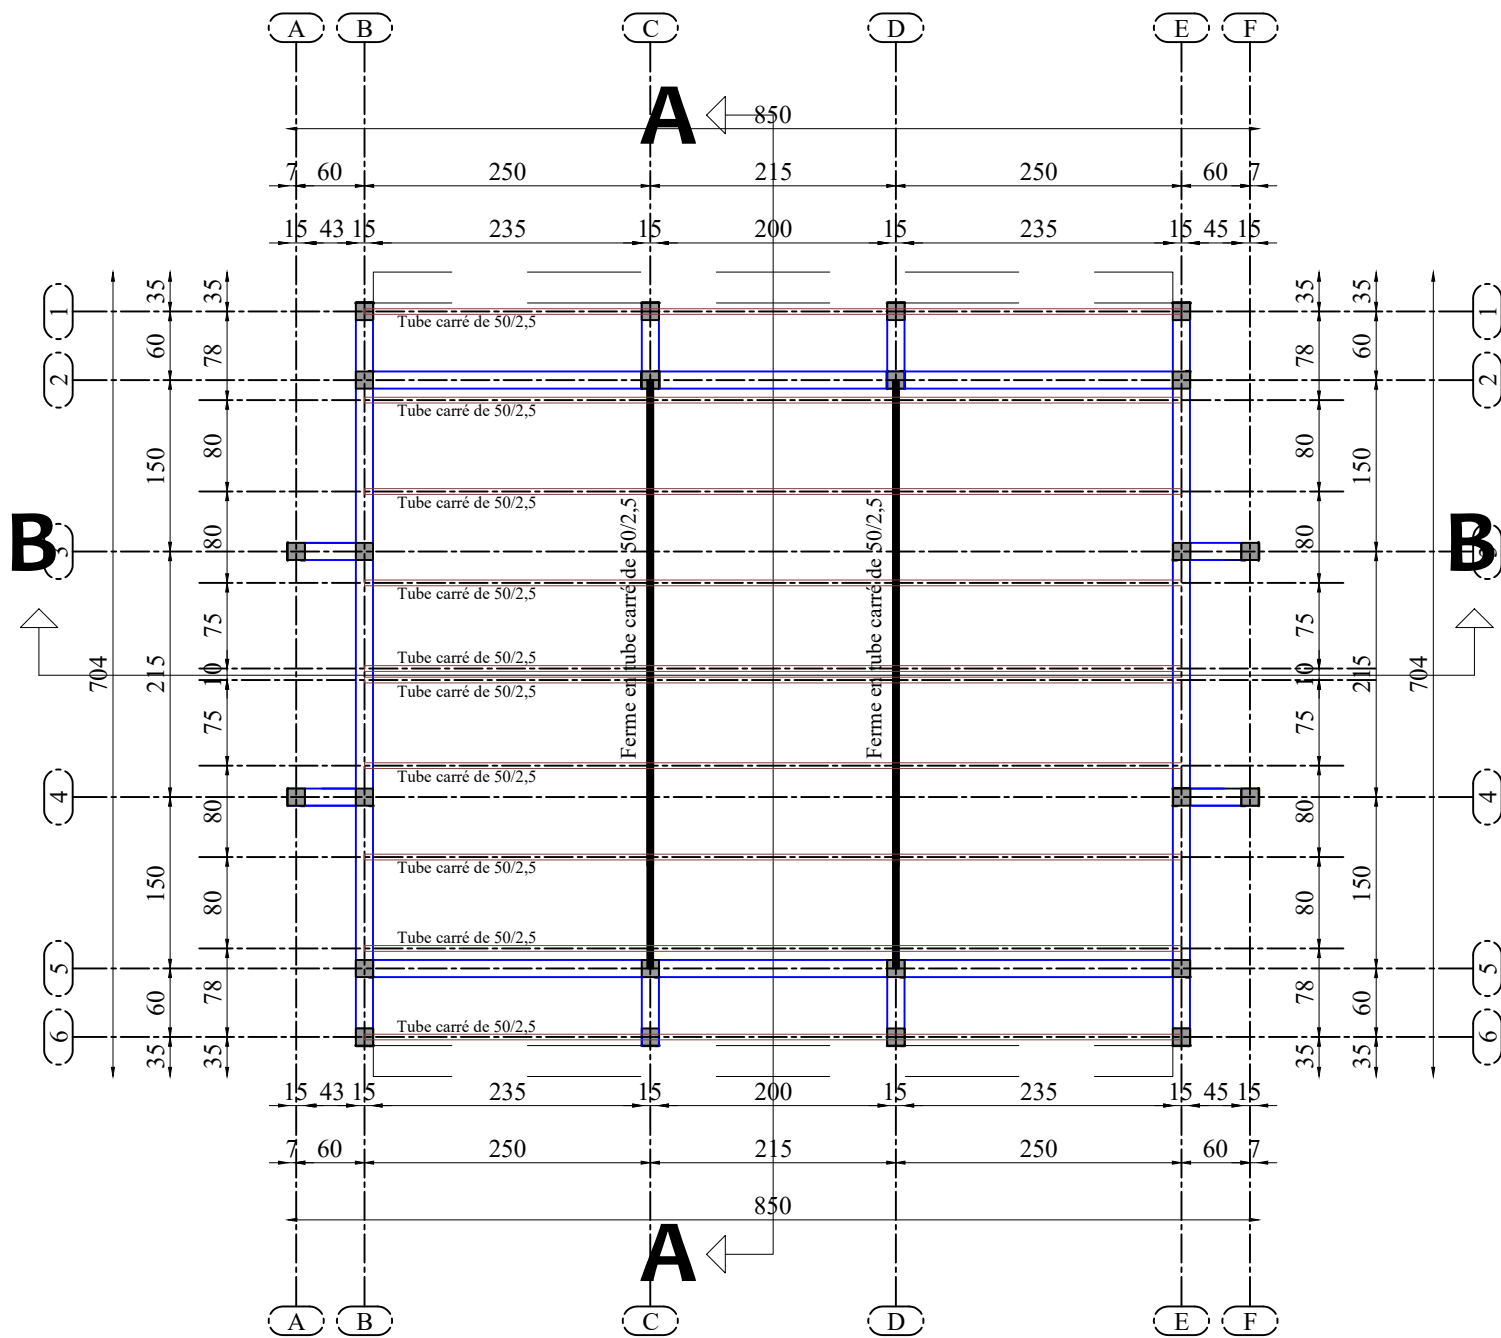 A B C D E F
A 850
7 60 250 215 250 60 7
15 43 15 235 15 200 15 235 15 45 15
35 35 35 35
1 1
60 78 78 60
Tube carré de 50/2,5
2 2
Tube carré de 50/2,5
150 80 80 150
Tube carré de 50/2,5
B 3 80 80 B
Tube carré de 50/2,5
Ferme en tube carré de 50/2,5
Ferme en tube carré de 50/2,5
75 75
Tube carré de 50/2,5
704 215 10 10 215 704
Tube carré de 50/2,5
75 75
Tube carré de 50/2,5
4 4
80 80
Tube carré de 50/2,5
150 80 80 150
Tube carré de 50/2,5
5 5
60 78 78 60
Tube carré de 50/2,5
6 6
35 35 35 35
15 43 15 235 15 200 15 235 15 45 15
7 60 250 215 250 60 7
850
A
A B C D E F